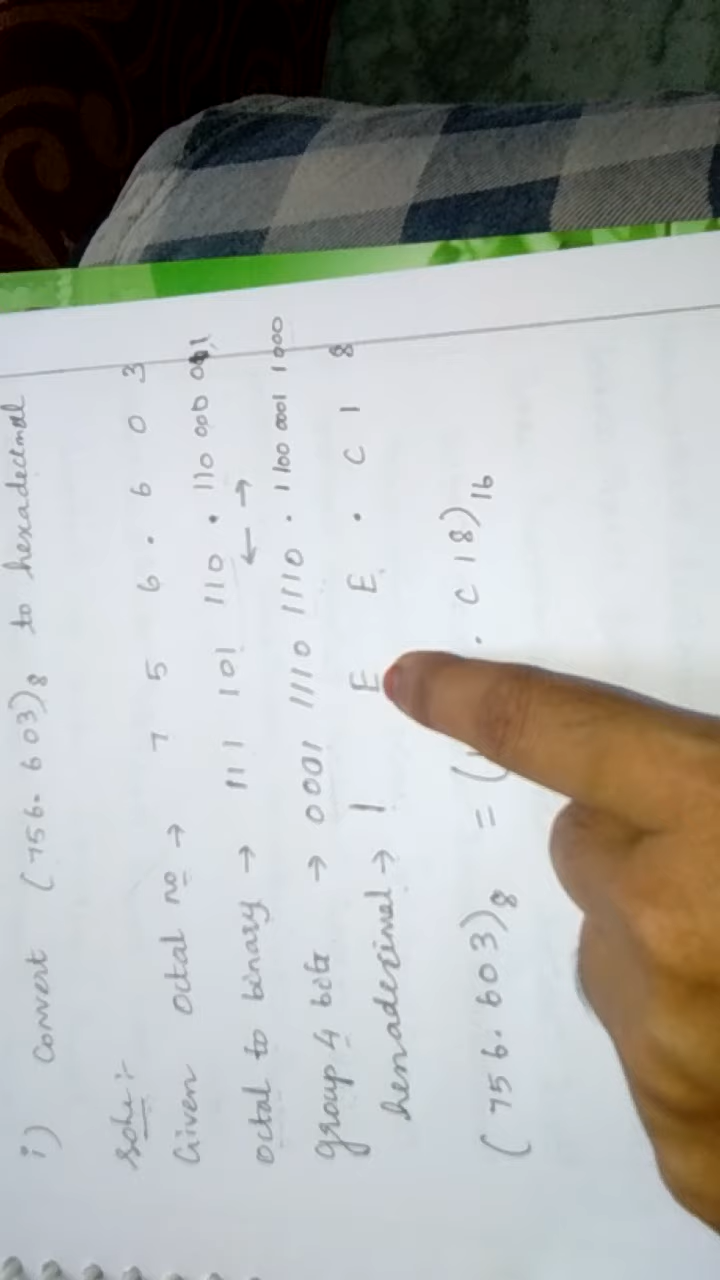 i) Convert (756.603)8 to hexadecimal
Soln:-
Given octal no → 7 5 6 . 6 0 3
octal to binary → 111 101 110 . 110 000
← →
group 4 bits → 0001 1110 1110 . 1100 0001 1000
hexadecimal → 1 E E . C 1 8
(756.603)8 = ( . C18)16